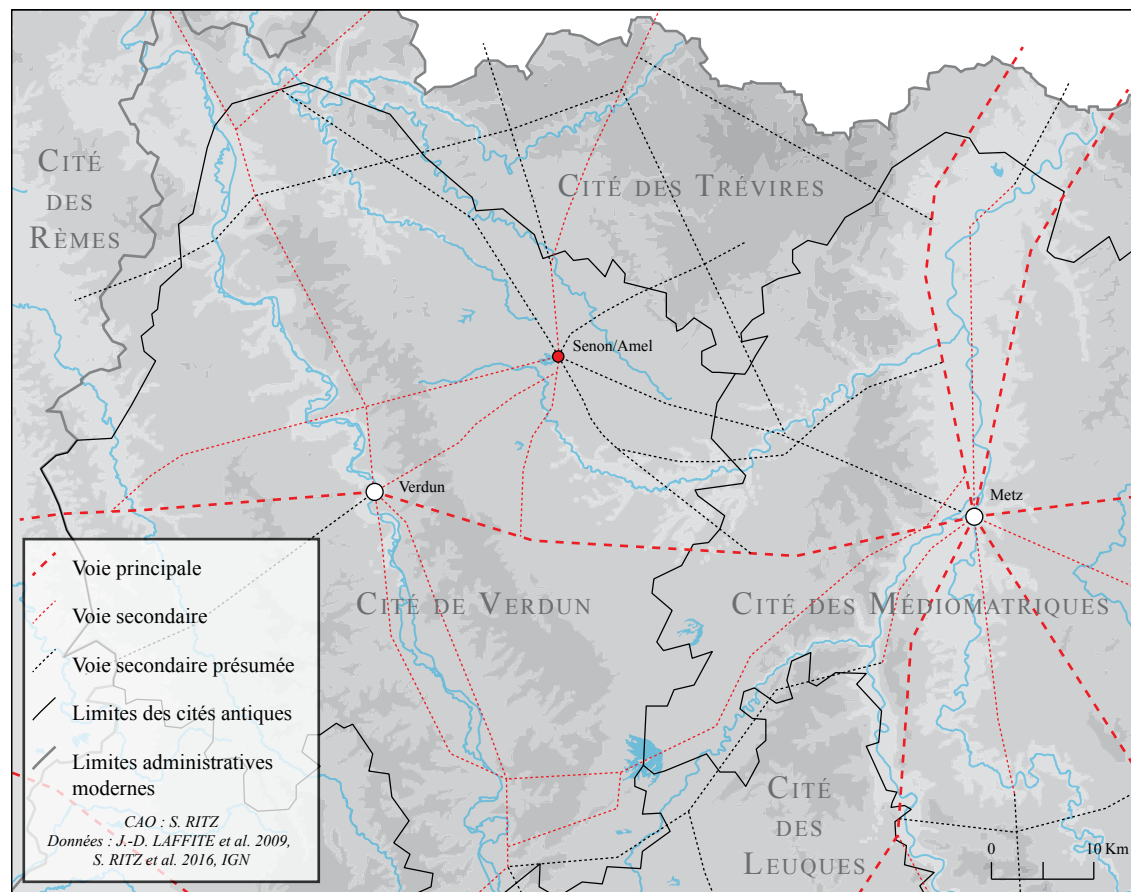 CITÉ
DES
RÈMES
CITÉ DES TRÉVIRES
Senon/Amel
Verdun
Metz
CITÉ DE VERDUN
CITÉ DES MÉDIOMATRIQUES
CITÉ
DES
LEUQUES
Voie principale
Voie secondaire
Voie secondaire présumée
Limites des cités antiques
Limites administratives
modernes
CAO : S. RITZ
Données : J.-D. LAFFITE et al. 2009,
S. RITZ et al. 2016, IGN
0 10 Km